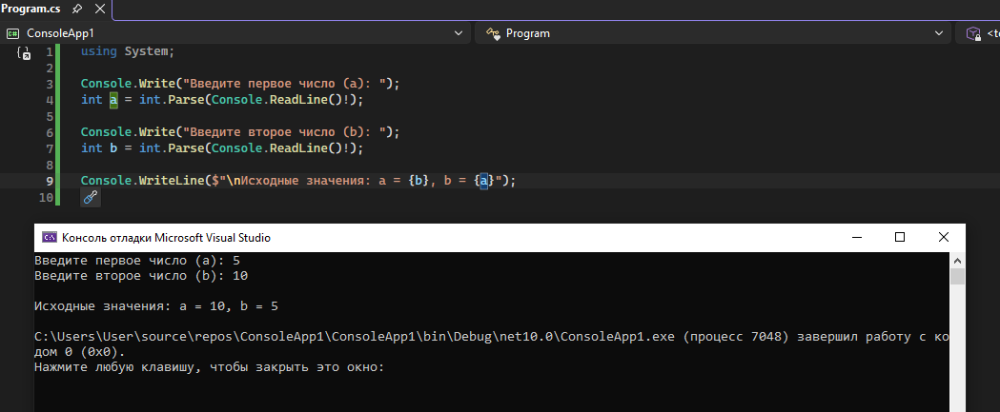 Program.cs
ConsoleApp1 Program <te
1 using System;
2
3 Console.Write("Введите первое число (a): ");
4 int a = int.Parse(Console.ReadLine()!);
5
6 Console.Write("Введите второе число (b): ");
7 int b = int.Parse(Console.ReadLine()!);
8
9 Console.WriteLine($"\nИсходные значения: a = {b}, b = {a}");
10
Консоль отладки Microsoft Visual Studio
Введите первое число (a): 5
Введите второе число (b): 10
Исходные значения: a = 10, b = 5
C:\Users\User\source\repos\ConsoleApp1\ConsoleApp1\bin\Debug\net10.0\ConsoleApp1.exe (процесс 7048) завершил работу с ко
дом 0 (0x0).
Нажмите любую клавишу, чтобы закрыть это окно: